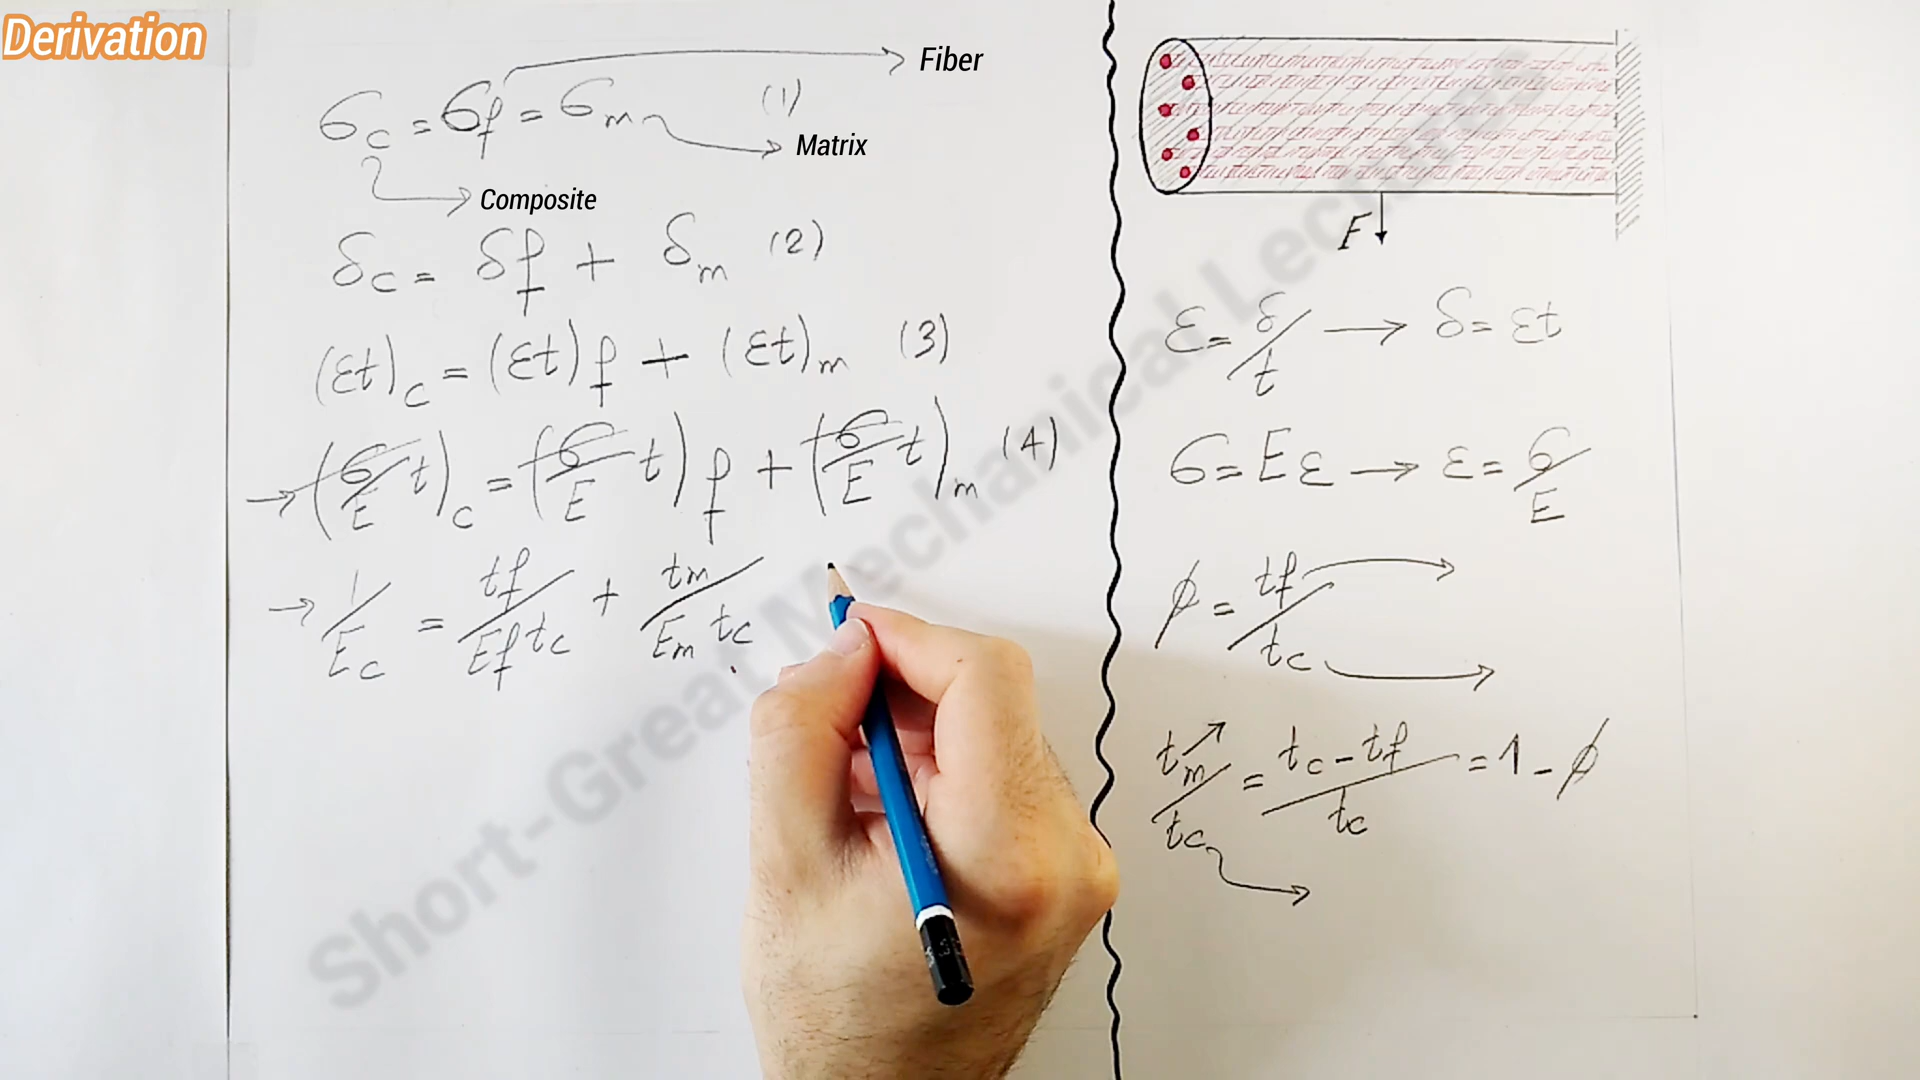 Derivation
σc = σf = σm (1)
Fiber
Matrix
Composite
δc = δf + δm (2)
(εt)c = (εt)f + (εt)m (3)
→ (σ/E t)c = (σ/E t)f + (σ/E t)m (4)
→ 1/Ec = tf/Ef tc + tm/Em tc
F
ε = δ/t → δ = εt
σ = Eε → ε = σ/E
φ = tf/tc
tm/tc = tc - tf/tc = 1 - φ
Short-Great Mechanical Lectures